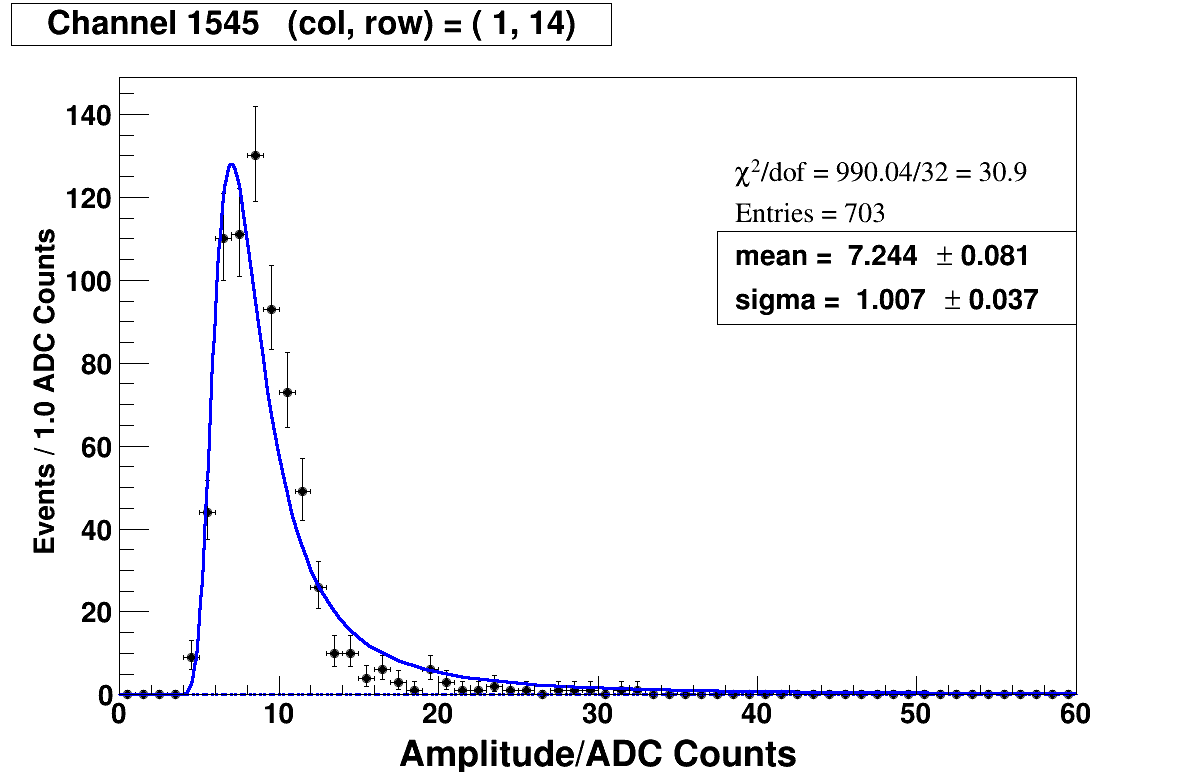 Channel 1545 (col, row) = ( 1, 14)
140
120
100
80
60
40
20
0
Events / 1.0 ADC Counts
χ²/dof = 990.04/32 = 30.9
Entries = 703
mean = 7.244 ± 0.081
sigma = 1.007 ± 0.037
0 10 20 30 40 50 60
Amplitude/ADC Counts